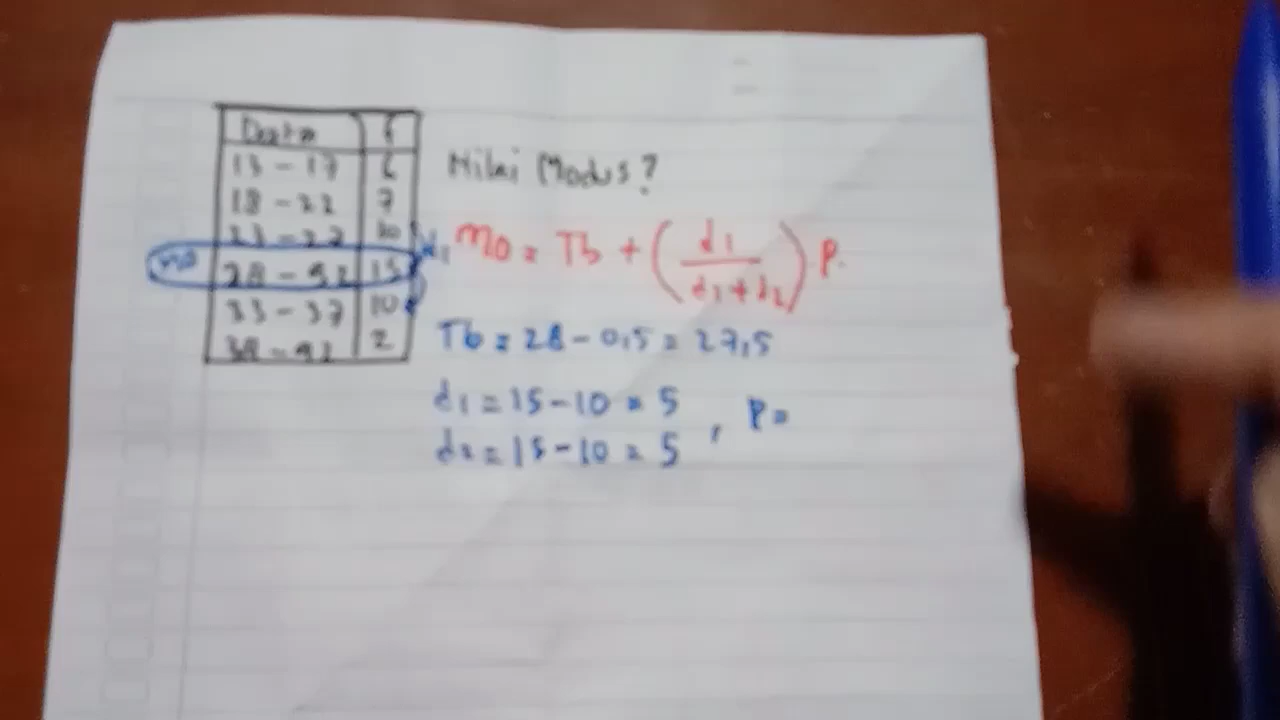 Data f
13 - 17 6
18 - 22 7
23 - 27 10
mo 28 - 32 15
33 - 37 10
38 - 42 2
d1
Nilai Modus?
Mo = Tb + (d1 / d1 + d2) . P.
Tb = 28 - 0,5 = 27,5
d1 = 15 - 10 = 5
d2 = 15 - 10 = 5 , P =